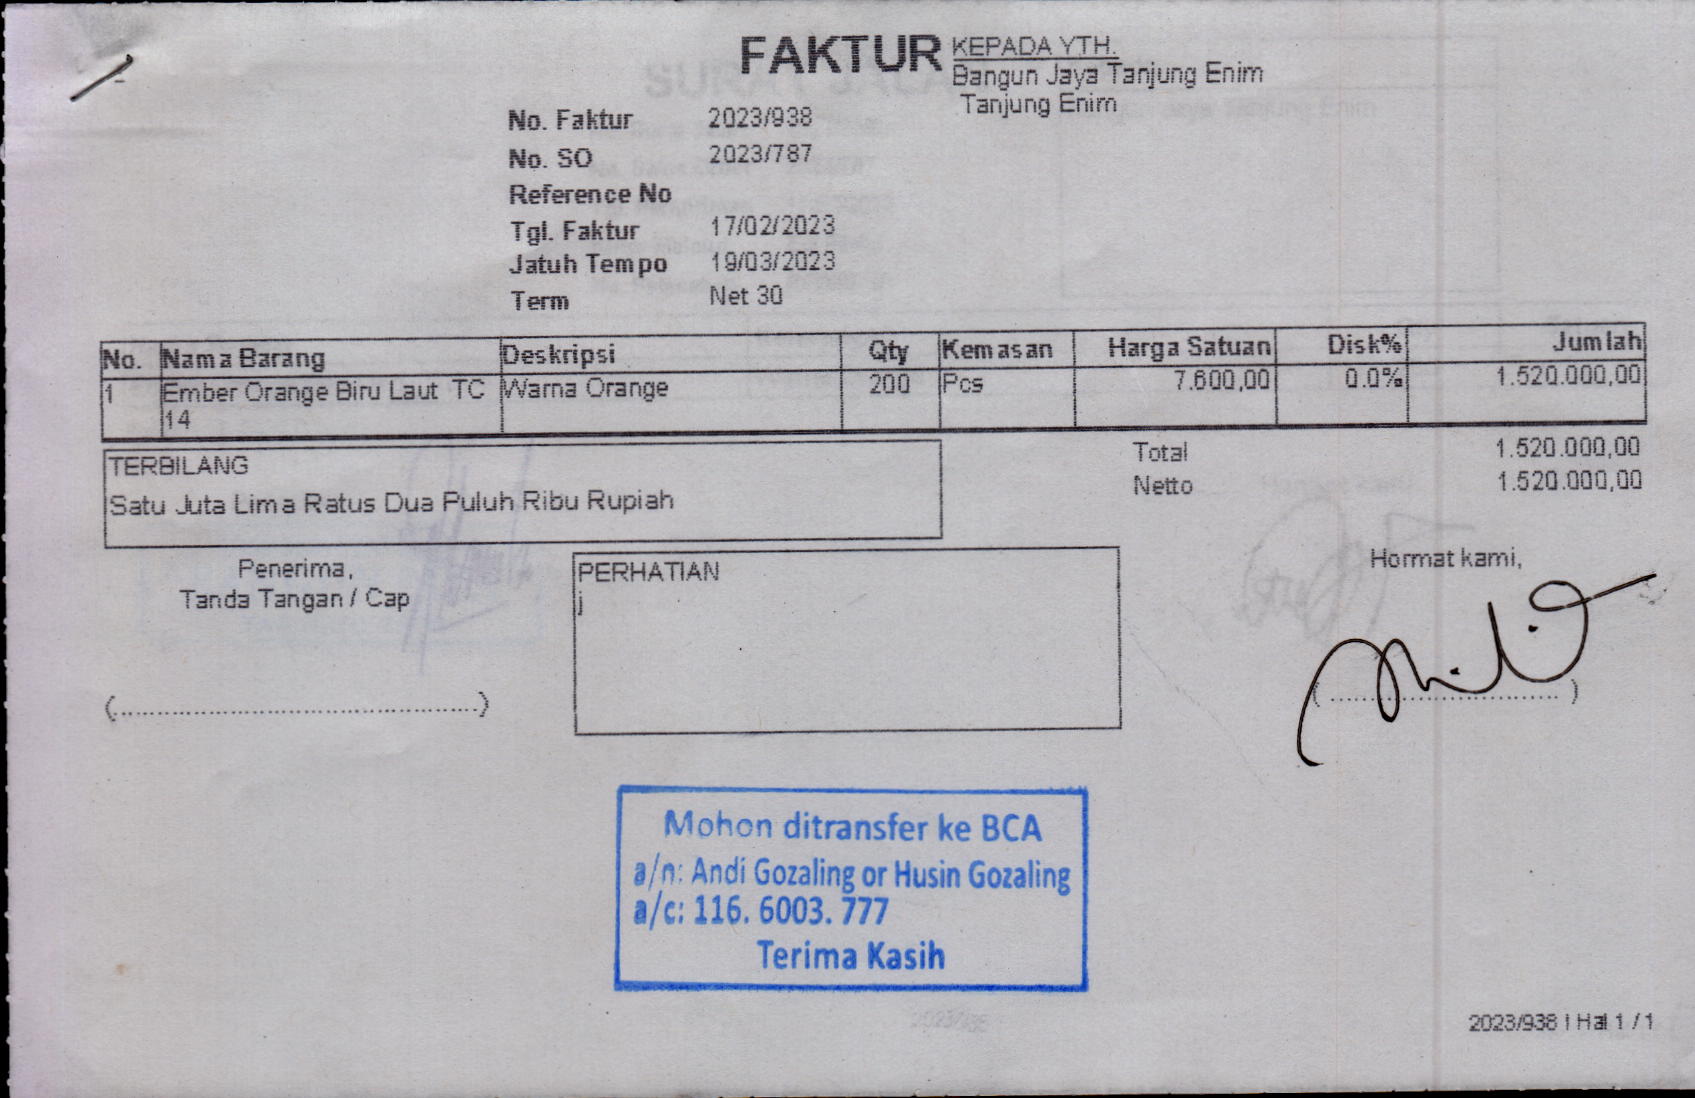 FAKTUR
KEPADA YTH.
Bangun Jaya Tanjung Enim
Tanjung Enim
No. Faktur 2023/938
No. SO 2023/787
Reference No
Tgl. Faktur 17/02/2023
Jatuh Tempo 19/03/2023
Term Net 30
No. Nama Barang Deskripsi Qty Kemasan Harga Satuan Disk% Jumlah
1 Ember Orange Biru Laut TC Warna Orange 200 Pcs 7.600,00 0.0% 1.520.000,00
14
Total 1.520.000,00
Netto 1.520.000,00
TERBILANG
Satu Juta Lima Ratus Dua Puluh Ribu Rupiah
Penerima,
Tanda Tangan / Cap
(....................................................)
PERHATIAN
j
Hormat kami,
(................................)
Mohon ditransfer ke BCA
a/n: Andi Gozaling or Husin Gozaling
a/c: 116. 6003. 777
Terima Kasih
2023/938 | Hal 1 / 1